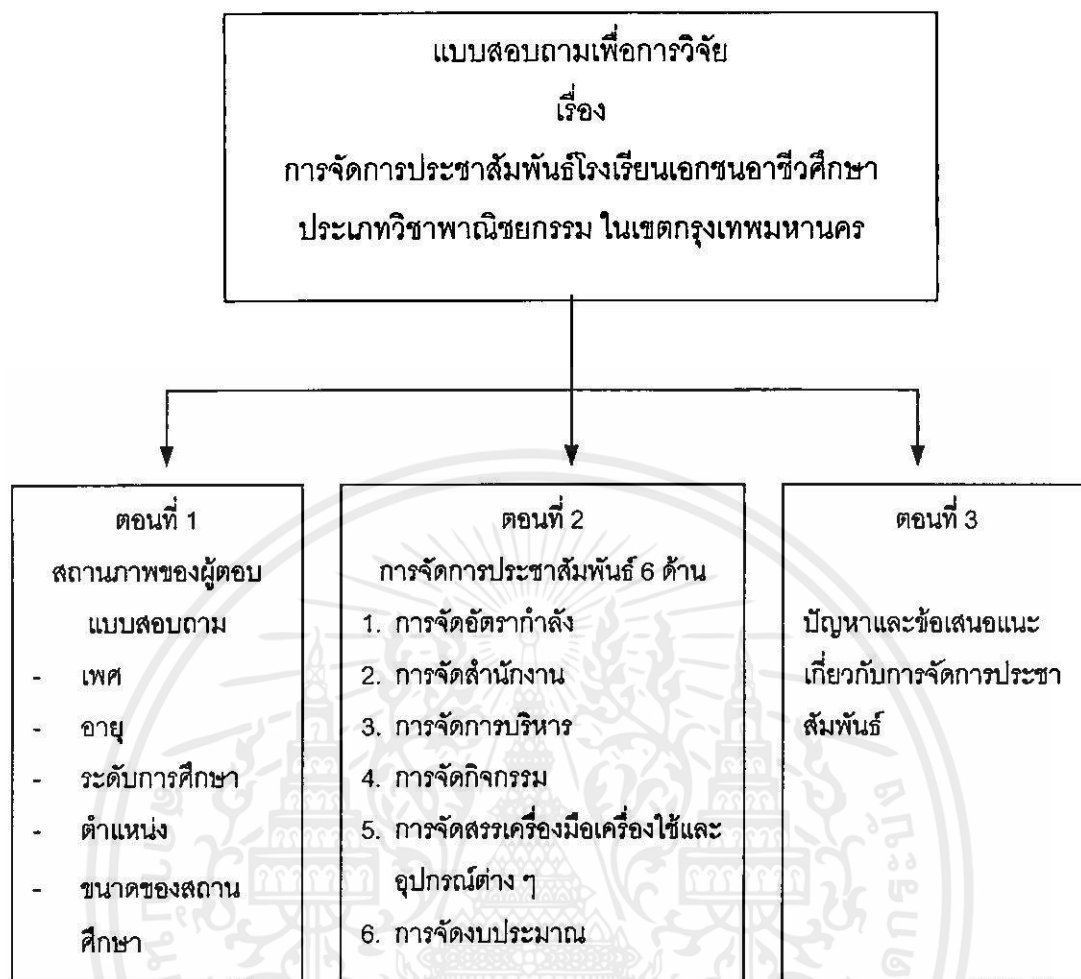 แบบสอบถามเพื่อการวิจัย
เรื่อง
การจัดการประชาสัมพันธ์โรงเรียนเอกชนอาชีวศึกษา
ประเภทวิชาพาณิชยกรรม ในเขตกรุงเทพมหานคร
ตอนที่ 1
สถานภาพของผู้ตอบ
แบบสอบถาม
- เพศ
- อายุ
- ระดับการศึกษา
- ตำแหน่ง
- ขนาดของสถาน
ศึกษา
ตอนที่ 2
การจัดการประชาสัมพันธ์ 6 ด้าน
1. การจัดอัตรากำลัง
2. การจัดสำนักงาน
3. การจัดการบริหาร
4. การจัดกิจกรรม
5. การจัดสรรเครื่องมือเครื่องใช้และ
อุปกรณ์ต่าง ๆ
6. การจัดงบประมาณ
ตอนที่ 3
ปัญหาและข้อเสนอแนะ
เกี่ยวกับการจัดการประชา
สัมพันธ์